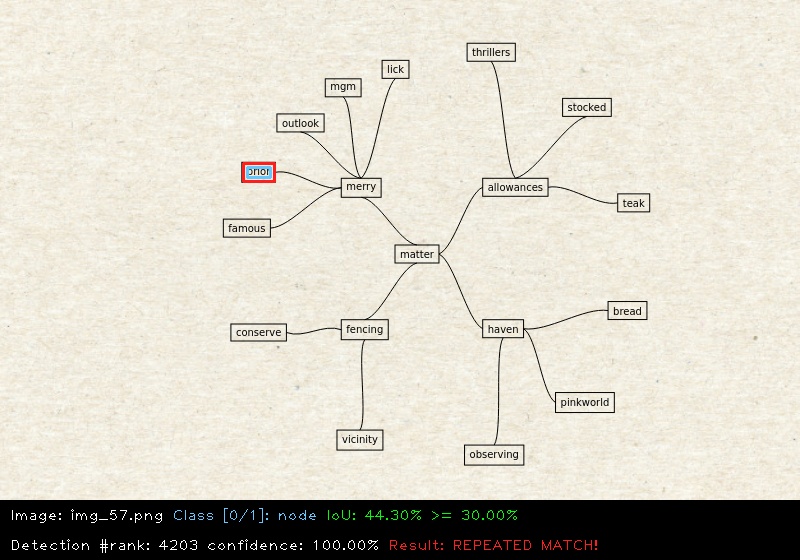 thrillers
lick
mgm
stocked
outlook
prior
merry
allowances
teak
famous
matter
bread
conserve
fencing
haven
pinkworld
vicinity
observing
Image: img_57.png Class [0/1]: node IoU: 44.30% >= 30.00%
Detection #rank: 4203 confidence: 100.00% Result: REPEATED MATCH!